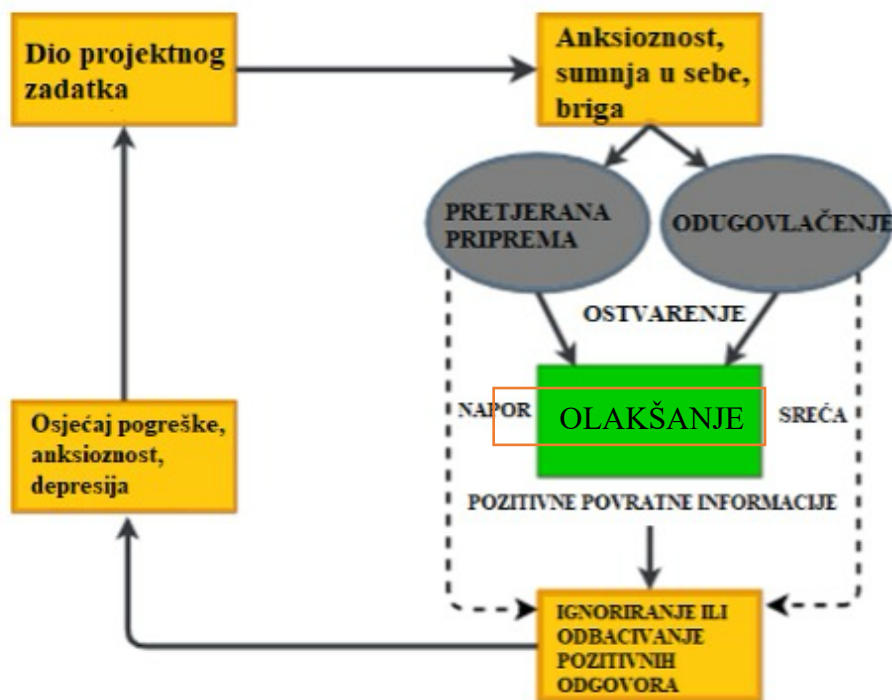 Dio projektnog
zadatka
Anksioznost,
sumnja u sebe,
briga
PRETJERANA
PRIPREMA
ODUGOVLAČENJE
OSTVARENJE
NAPOR
OLAKŠANJE
SREĆA
POZITIVNE POVRATNE INFORMACIJE
Osjećaj pogreške,
anksioznost,
depresija
IGNORIRANJE ILI
ODBACIVANJE
POZITIVNIH
ODGOVORA